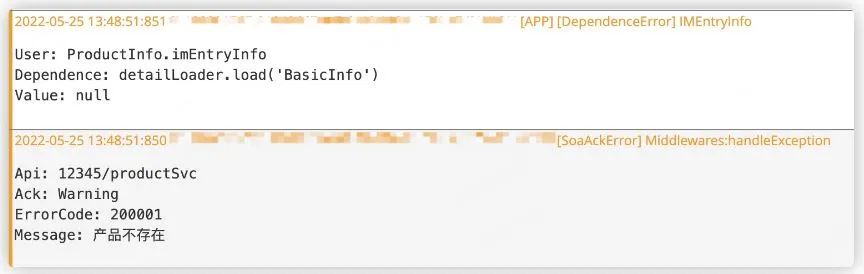 2022-05-25 13:48:51:851 [APP] [DependenceError] IMEntryInfo
User: ProductInfo.imEntryInfo
Dependence: detailLoader.load('BasicInfo')
Value: null
2022-05-25 13:48:51:850 [SoaAckError] Middlewares:handleException
Api: 12345/productSvc
Ack: Warning
ErrorCode: 200001
Message: 产品不存在